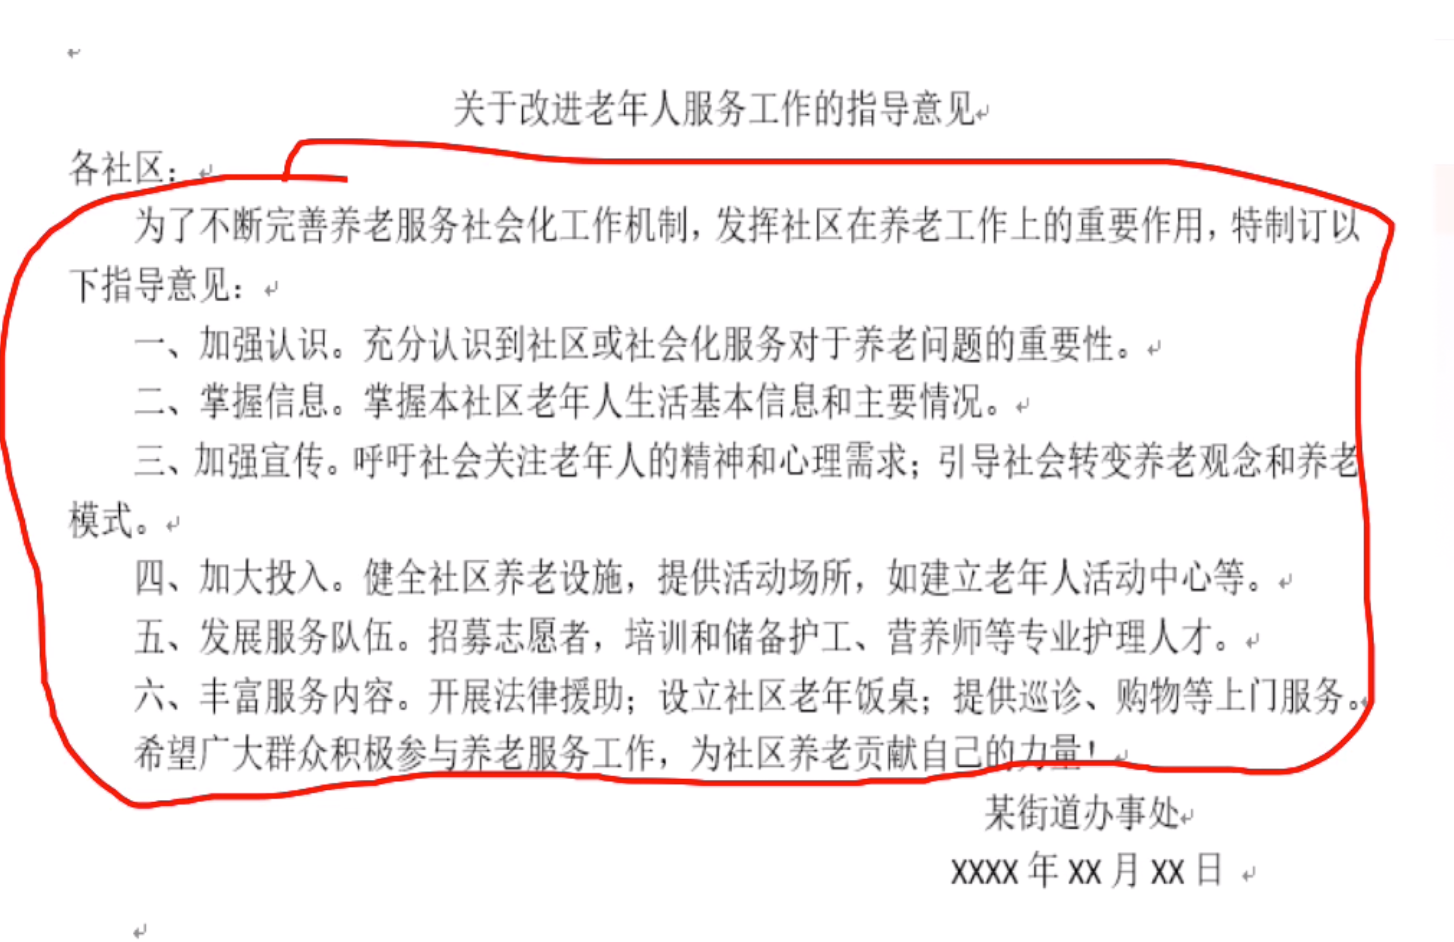 关于改进老年人服务工作的指导意见
各社区：
为了不断完善养老服务社会化工作机制，发挥社区在养老工作上的重要作用，特制订以
下指导意见：
一、加强认识。充分认识到社区或社会化服务对于养老问题的重要性。
二、掌握信息。掌握本社区老年人生活基本信息和主要情况。
三、加强宣传。呼吁社会关注老年人的精神和心理需求；引导社会转变养老观念和养老
模式。
四、加大投入。健全社区养老设施，提供活动场所，如建立老年人活动中心等。
五、发展服务队伍。招募志愿者，培训和储备护工、营养师等专业护理人才。
六、丰富服务内容。开展法律援助；设立社区老年饭桌；提供巡诊、购物等上门服务。
希望广大群众积极参与养老服务工作，为社区养老贡献自己的力量！
某街道办事处
XXXX 年 XX 月 XX 日